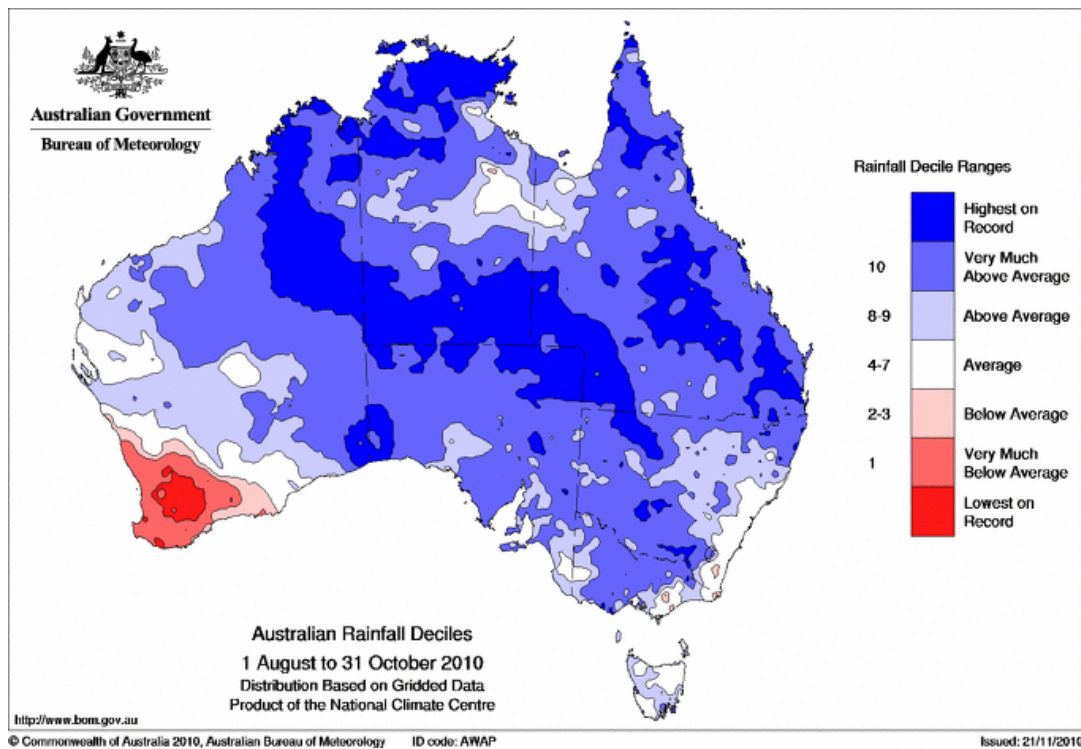 Australian Government
Bureau of Meteorology
Rainfall Decile Ranges
Highest on
Record
10
Very Much
Above Average
8-9
Above Average
4-7
Average
2-3
Below Average
1
Very Much
Below Average
Lowest on
Record
Australian Rainfall Deciles
1 August to 31 October 2010
Distribution Based on Gridded Data
Product of the National Climate Centre
http://www.bom.gov.au
© Commonwealth of Australia 2010, Australian Bureau of Meteorology ID code: AWAP Issued: 21/11/2010